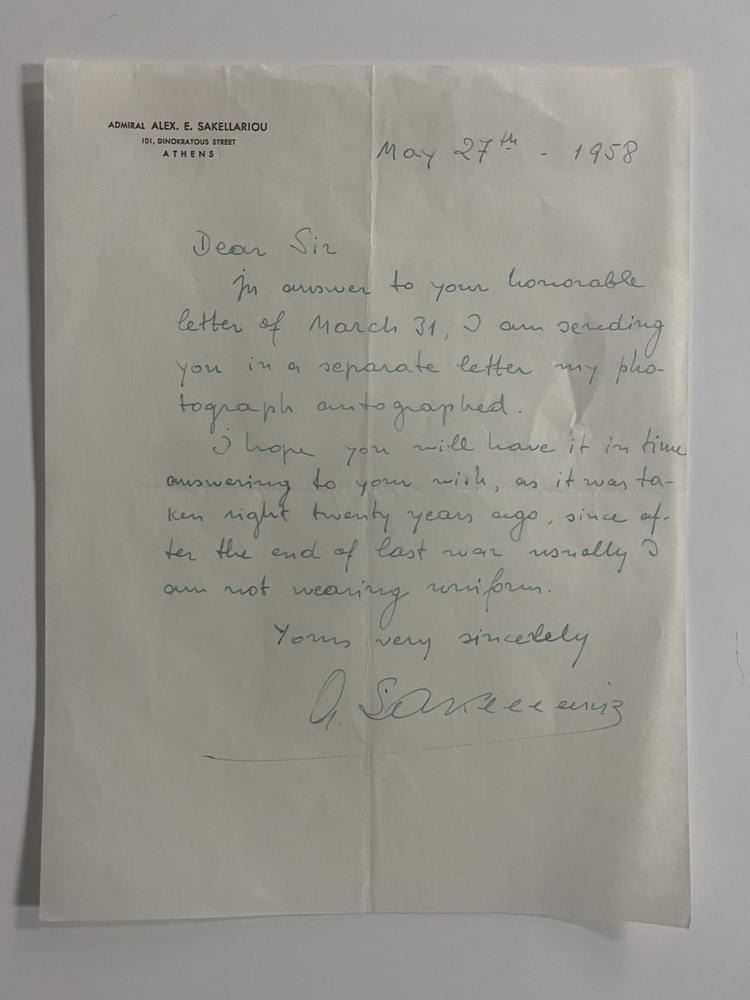 ADMIRAL ALEX. E. SAKELLARIOU
101, DINOKRATOUS STREET
ATHENS
May 27th - 1958
Dear Sir
In answer to your honorable
letter of March 31, I am sending
you in a separate letter my pho-
tograph autographed.
I hope you will have it in time
answering to your wish, as it was ta-
ken right twenty years ago, since af-
ter the end of last war usually I
am not wearing uniform.
Yours very sincerely
A. Sakellariou